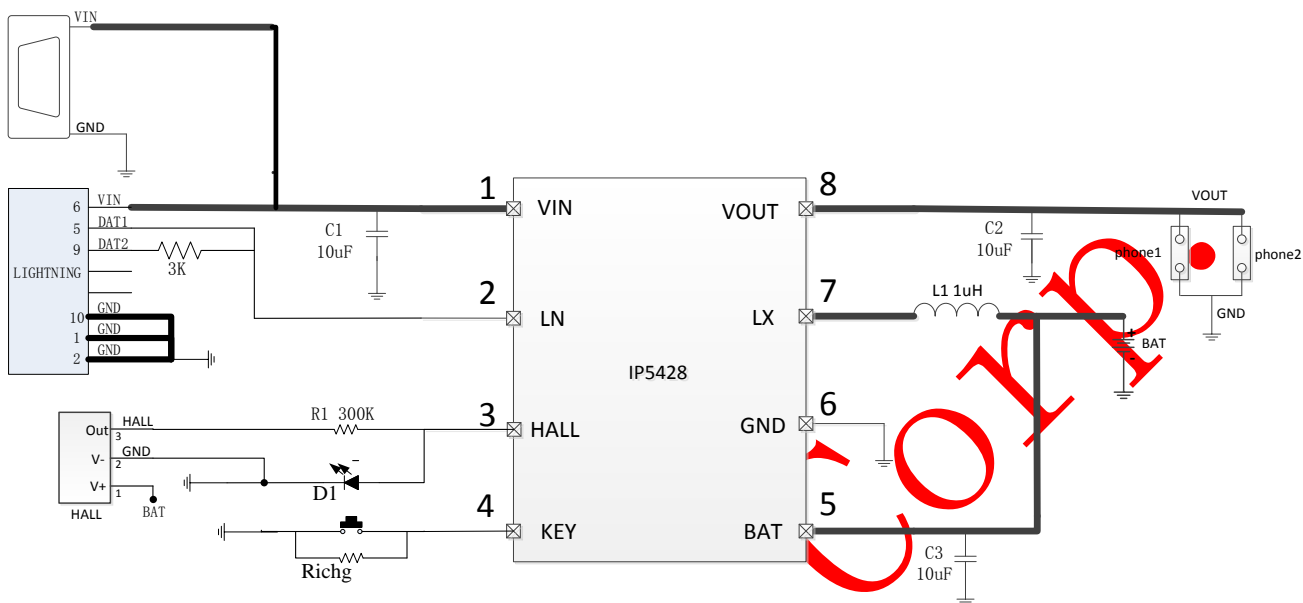 VIN
GND
6 VIN
5 DAT1
9 DAT2
LIGHTNING
3K
10 GND
1 GND
2 GND
C1
10uF
1 VIN
2 LN
3 HALL
4 KEY
IP5428
8 VOUT
7 LX
6 GND
5 BAT
VOUT
C2
10uF
phone1
phone2
GND
L1 1uH
+
BAT
-
C3
10uF
HALL
R1 300K
Out 3
GND
V- 2
V+ 1
BAT
HALL
D1
-
Richg
Corp.